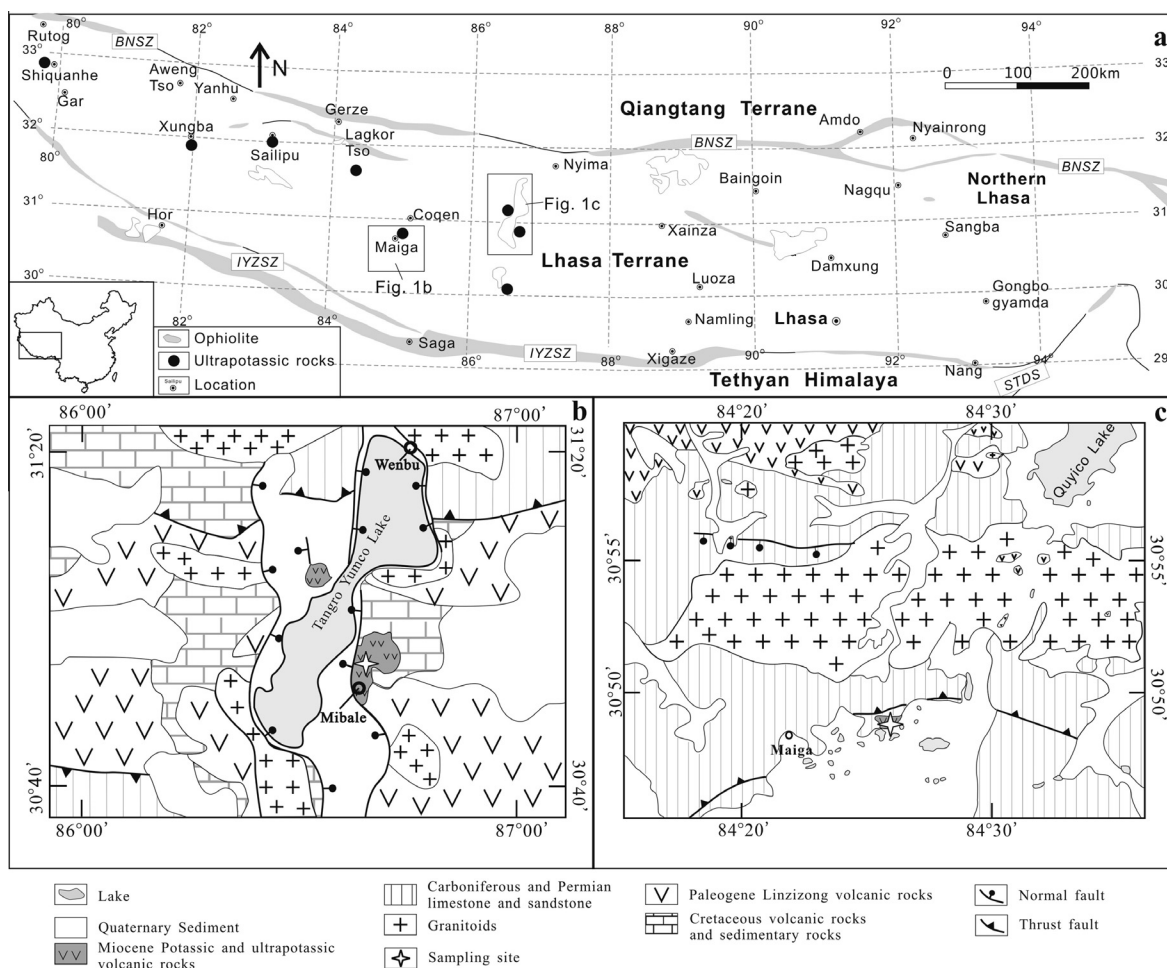 a
80°
82°
84°
86°
88°
90°
92°
94°
Rutog
33°
Shiquanhe
Gar
BNSZ
Aweng
Tso
Yanhu
N
0 100 200km
33
Gerze
Qiangtang Terrane
Amdo
Nyainrong
32°
Xungba
Lagkor
Tso
Sailipu
BNSZ
32
80°
Nyima
Baingoin
Nagqu
BNSZ
Northern
Lhasa
31°
Hor
Coqen
Fig. 1c
Xainza
Sangba
31
Maiga
IYZSZ
Fig. 1b
Lhasa Terrane
Damxung
30°
Luoza
Gongbo
gyamda
30
82°
84°
Namling
Lhasa
Ophiolite
Ultrapotassic rocks
Sailipu
Location
Saga
86°
IYZSZ
Xigaze
90°
92°
Nang
94°
29
STDS
Tethyan Himalaya
b
86°00'
87°00'
31°20'
31°20'
Wenbu
Tangro Yumco Lake
Mibale
30°40'
30°40'
86°00'
87°00'
c
84°20'
84°30'
Quyico Lake
30°55'
30°55'
30°50'
30°50'
Maiga
84°20'
84°30'
Lake
Quaternary Sediment
Miocene Potassic and ultrapotassic
volcanic rocks
Carboniferous and Permian
limestone and sandstone
Granitoids
Sampling site
Paleogene Linzizong volcanic rocks
Cretaceous volcanic rocks
and sedimentary rocks
Normal fault
Thrust fault